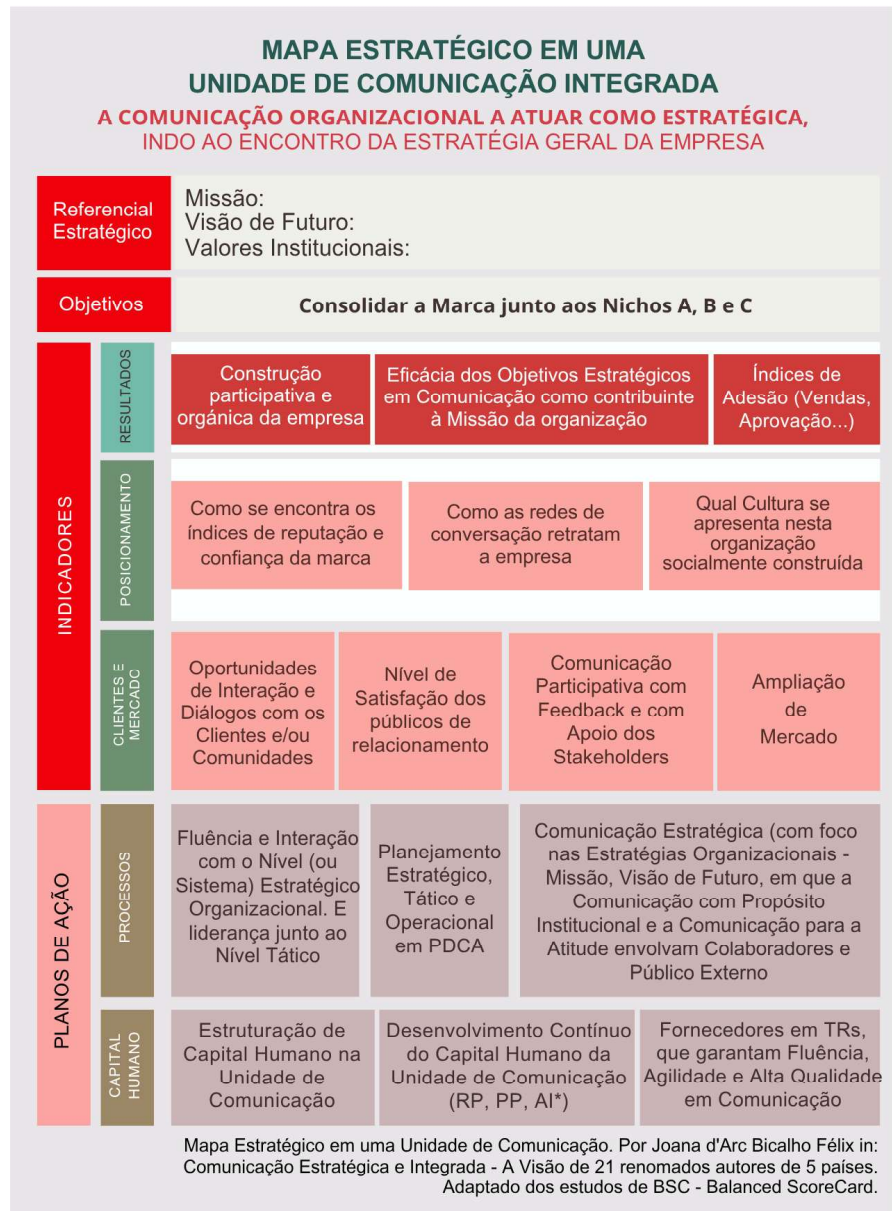 MAPA ESTRATÉGICO EM UMA
UNIDADE DE COMUNICAÇÃO INTEGRADA
A COMUNICAÇÃO ORGANIZACIONAL A ATUAR COMO ESTRATÉGICA,
INDO AO ENCONTRO DA ESTRATÉGIA GERAL DA EMPRESA
Referencial
Estratégico
Missão:
Visão de Futuro:
Valores Institucionais:
Objetivos
Consolidar a Marca junto aos Nichos A, B e C
INDICADORES
RESULTADOS
Construção
participativa e
orgánica da empresa
Eficácia dos Objetivos Estratégicos
em Comunicação como contribuinte
à Missão da organização
Índices de
Adesão (Vendas,
Aprovação...)
POSICIONAMENTO
Como se encontra os
índices de reputação e
confiança da marca
Como as redes de
conversação retratam
a empresa
Qual Cultura se
apresenta nesta
organização
socialmente construída
CLIENTES E
MERCADO
Oportunidades
de Interação e
Diálogos com os
Clientes e/ou
Comunidades
Nível de
Satisfação dos
públicos de
relacionamento
Comunicação
Participativa com
Feedback e com
Apoio dos
Stakeholders
Ampliação
de
Mercado
PLANOS DE AÇÃO
PROCESSOS
Fluência e Interação
com o Nível (ou
Sistema) Estratégico
Organizacional. E
liderança junto ao
Nível Tático
Planejamento
Estratégico,
Tático e
Operacional
em PDCA
Comunicação Estratégica (com foco
nas Estratégias Organizacionais -
Missão, Visão de Futuro, em que a
Comunicação com Propósito
Institucional e a Comunicação para a
Atitude envolvam Colaboradores e
Público Externo
CAPITAL
HUMANO
Estruturação de
Capital Humano na
Unidade de
Comunicação
Desenvolvimento Contínuo
do Capital Humano da
Unidade de Comunicação
(RP, PP, AI*)
Fornecedores em TRs,
que garantam Fluência,
Agilidade e Alta Qualidade
em Comunicação
Mapa Estratégico em uma Unidade de Comunicação. Por Joana d'Arc Bicalho Félix in:
Comunicação Estratégica e Integrada - A Visão de 21 renomados autores de 5 países.
Adaptado dos estudos de BSC - Balanced ScoreCard.